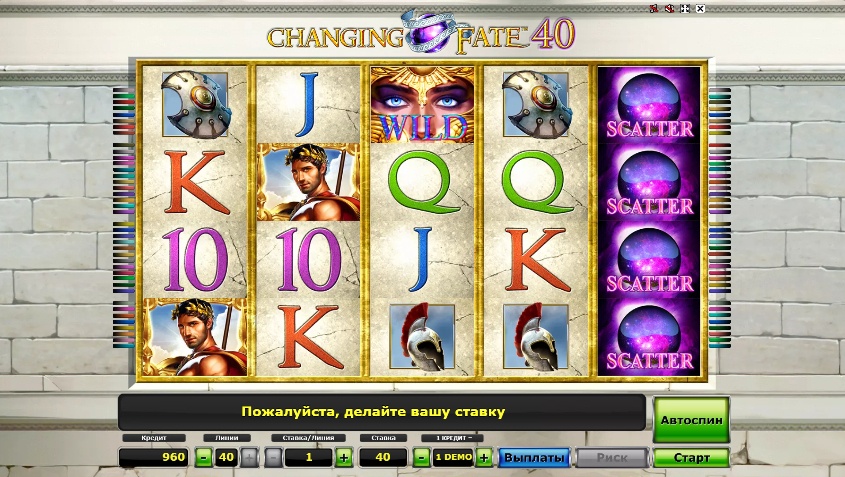 CHANGING FATE™ 40
J WILD SCATTER
K Q Q SCATTER
10 10 J K SCATTER
K SCATTER
Пожалуйста, делайте вашу ставку
Автоспин
Кредит Линии Ставка/Линия Ставка 1 КРЕДИТ =
960 - 40 + - 1 + 40 - 1 DEMO + Выплаты Риск Старт